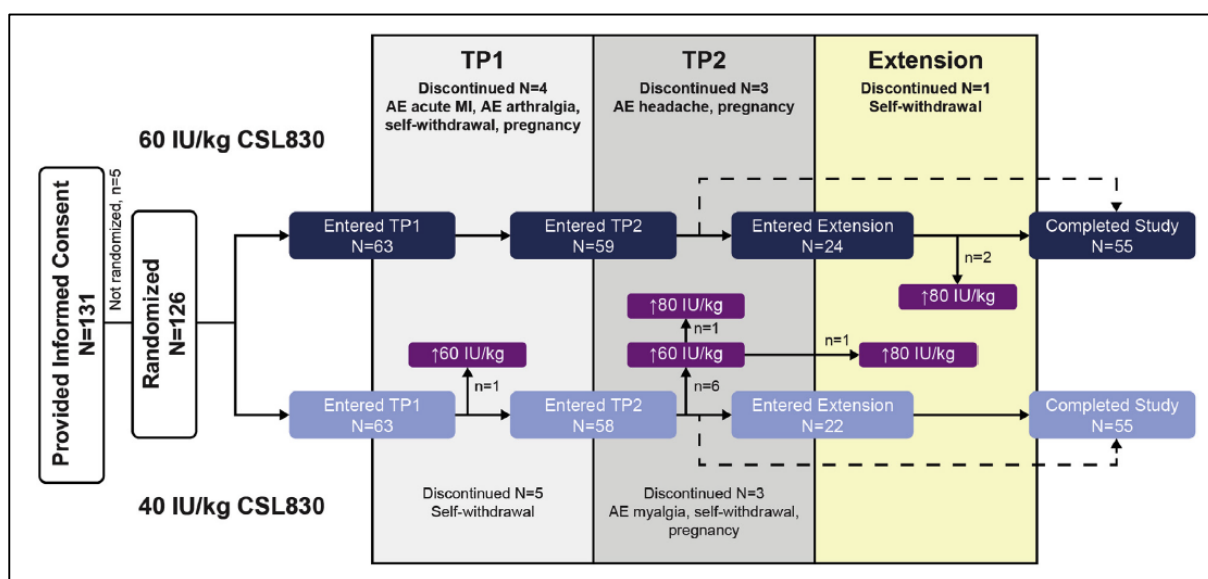 TP1
Discontinued N=4
AE acute MI, AE arthralgia,
self-withdrawal, pregnancy
TP2
Discontinued N=3
AE headache, pregnancy
Extension
Discontinued N=1
Self-withdrawal
60 IU/kg CSL830
Provided Informed Consent
N=131
Not randomized, n=5
Randomized
N=126
Entered TP1
N=63
Entered TP2
N=59
Entered Extension
N=24
Completed Study
N=55
n=2
↑80 IU/kg
↑80 IU/kg
n=1
↑60 IU/kg
n=1
↑60 IU/kg
n=1
↑80 IU/kg
n=6
Entered TP1
N=63
Entered TP2
N=58
Entered Extension
N=22
Completed Study
N=55
40 IU/kg CSL830
Discontinued N=5
Self-withdrawal
Discontinued N=3
AE myalgia, self-withdrawal,
pregnancy